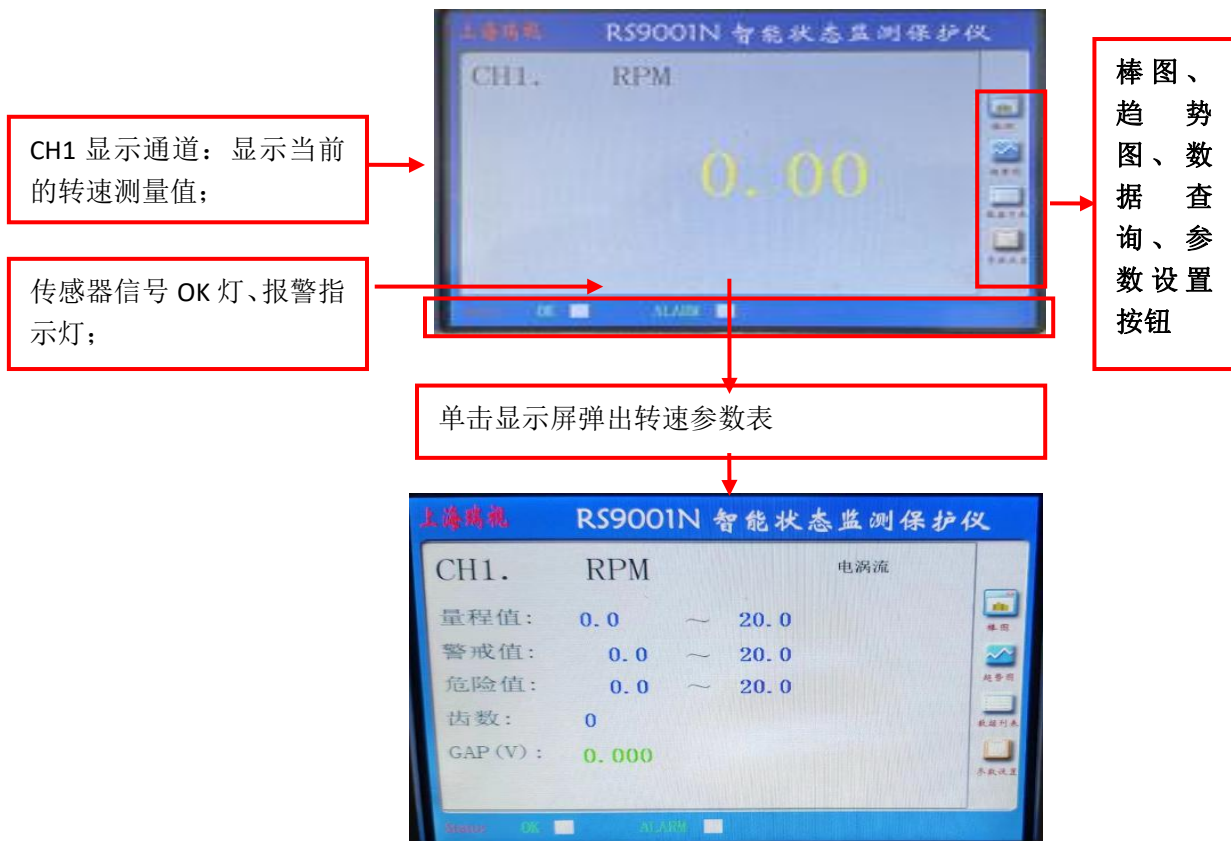 RS9001N 智能状态监测保护仪
CH1. RPM
0.00
OK ALARM
CH1 显示通道：显示当前
的转速测量值；
传感器信号 OK 灯、报警指
示灯；
棒图、
趋势
图、数
据查
询、参
数设置
按钮
单击显示屏弹出转速参数表
RS9001N 智能状态监测保护仪
CH1. RPM 电涡流
量程值： 0.0 ～ 20.0
警戒值： 0.0 ～ 20.0
危险值： 0.0 ～ 20.0
齿数： 0
GAP(V)： 0.000
棒图
趋势图
数据列表
参数设置
OK ALARM